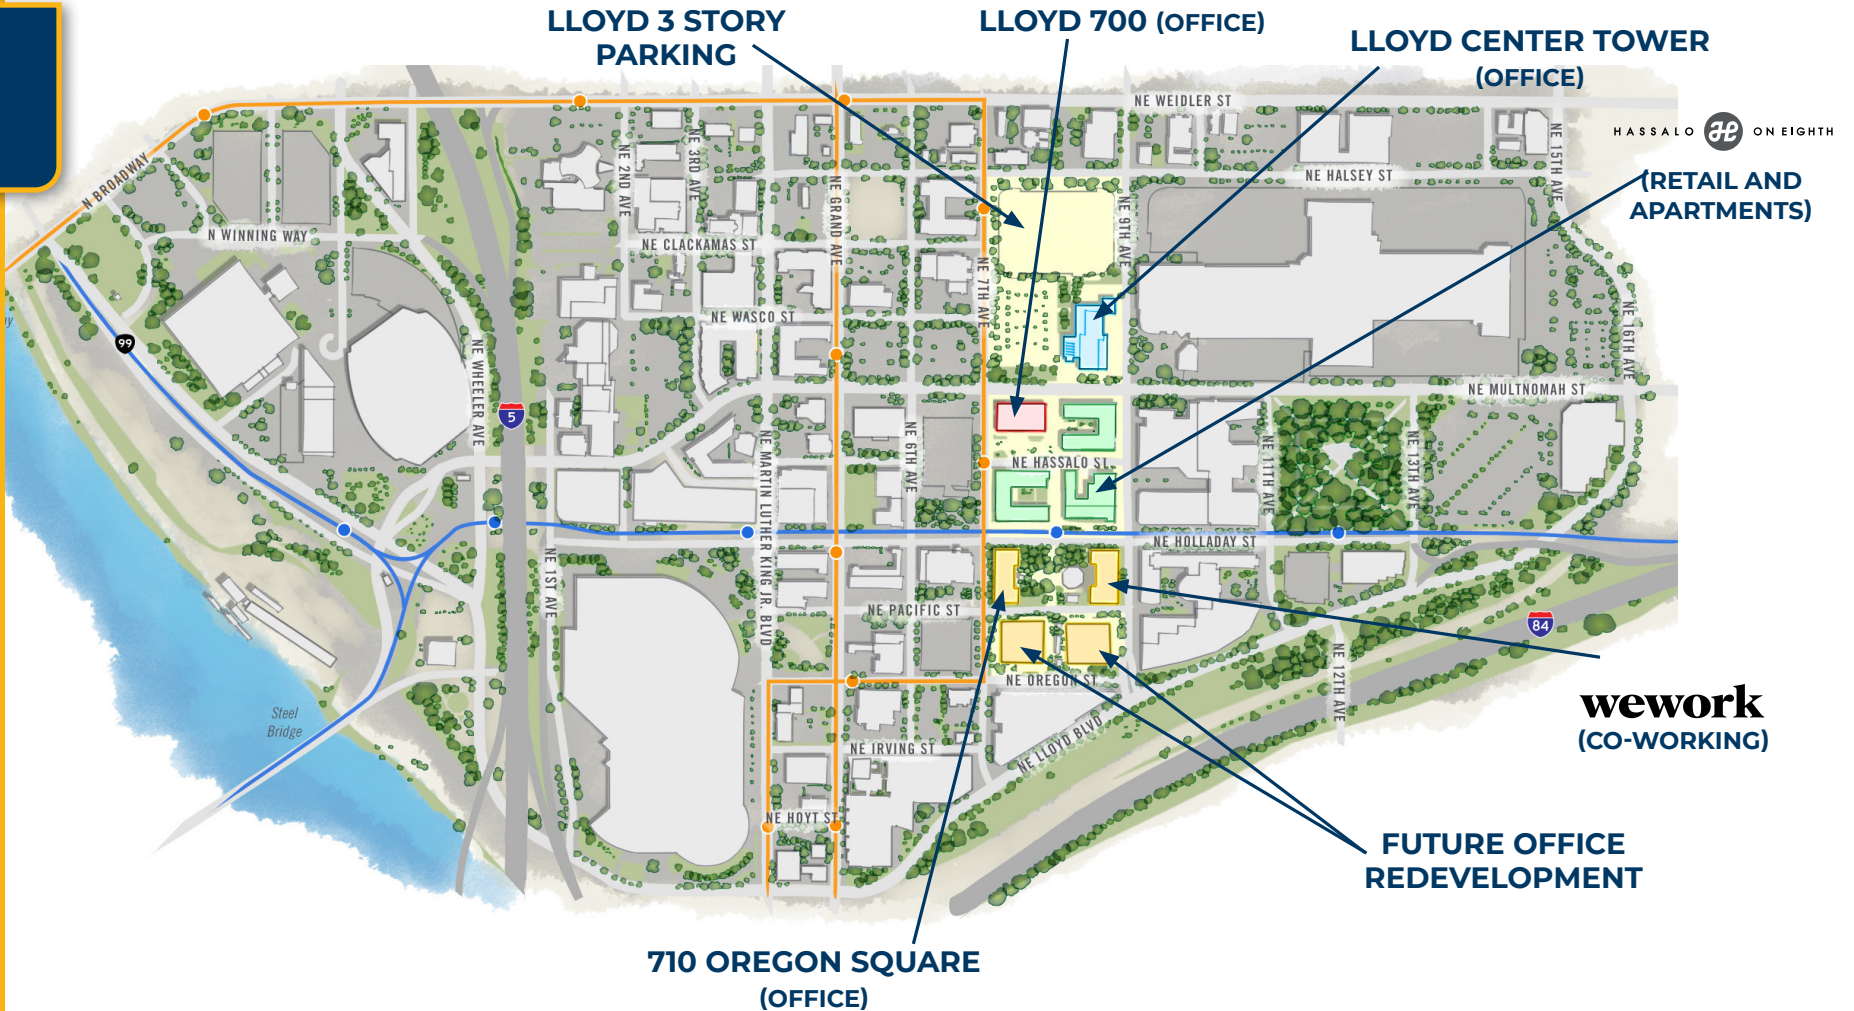 LLOYD 3 STORY
PARKING
LLOYD 700 (OFFICE)
LLOYD CENTER TOWER
(OFFICE)
HASSALO H ON EIGHTH
(RETAIL AND
APARTMENTS)
NE WEIDLER ST
NE HALSEY ST
NE 15TH AVE
N BROADWAY
N WINNING WAY
NE 2ND AVE
NE 3RD AVE
NE GRAND AVE
NE CLACKAMAS ST
NE 7TH AVE
NE 9TH AVE
NE WASCO ST
NE 16TH AVE
99
NE WHEELER AVE
5
NE MULTNOMAH ST
NE MARTIN LUTHER KING JR. BLVD
NE 6TH AVE
NE HASSALO ST
NE 11TH AVE
NE 13TH AVE
NE HOLLADAY ST
NE 1ST AVE
NE PACIFIC ST
84
NE OREGON ST
NE 12TH AVE
Steel
Bridge
NE IRVING ST
NE LLOYD BLVD
NE HOYT ST
wework
(CO-WORKING)
FUTURE OFFICE
REDEVELOPMENT
710 OREGON SQUARE
(OFFICE)